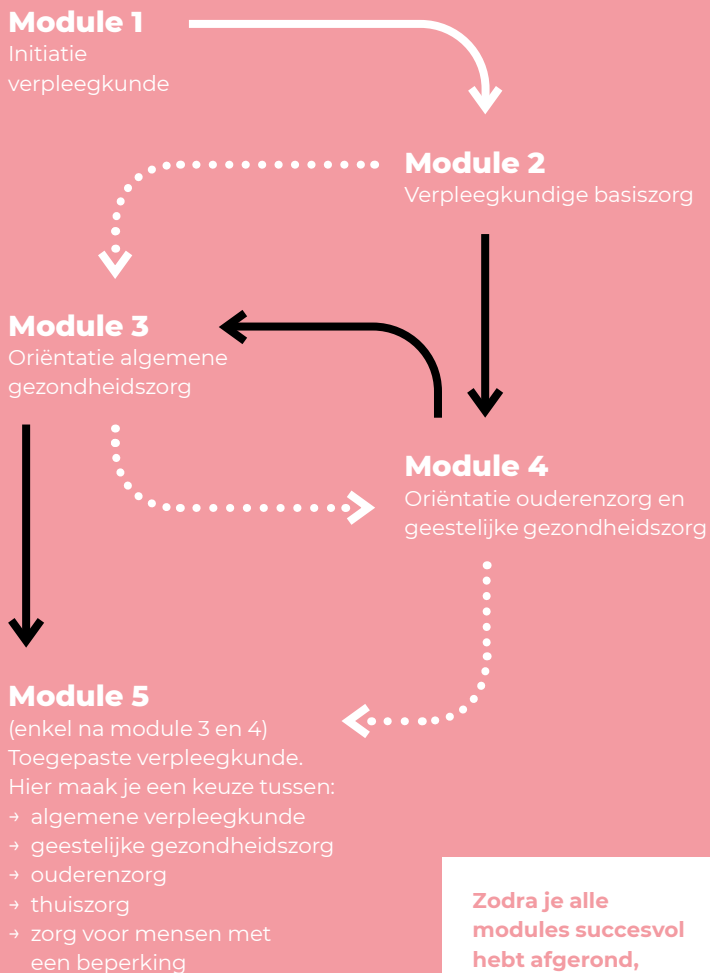 Module 1
Initiatie
verpleegkunde
Module 2
Verpleegkundige basiszorg
Module 3
Oriëntatie algemene
gezondheidszorg
Module 4
Oriëntatie ouderenzorg en
geestelijke gezondheidszorg
Module 5
(enkel na module 3 en 4)
Toegepaste verpleegkunde.
Hier maak je een keuze tussen:
→ algemene verpleegkunde
→ geestelijke gezondheidszorg
→ ouderenzorg
→ thuiszorg
→ zorg voor mensen met
een beperking
Zodra je alle
modules succesvol
hebt afgerond,